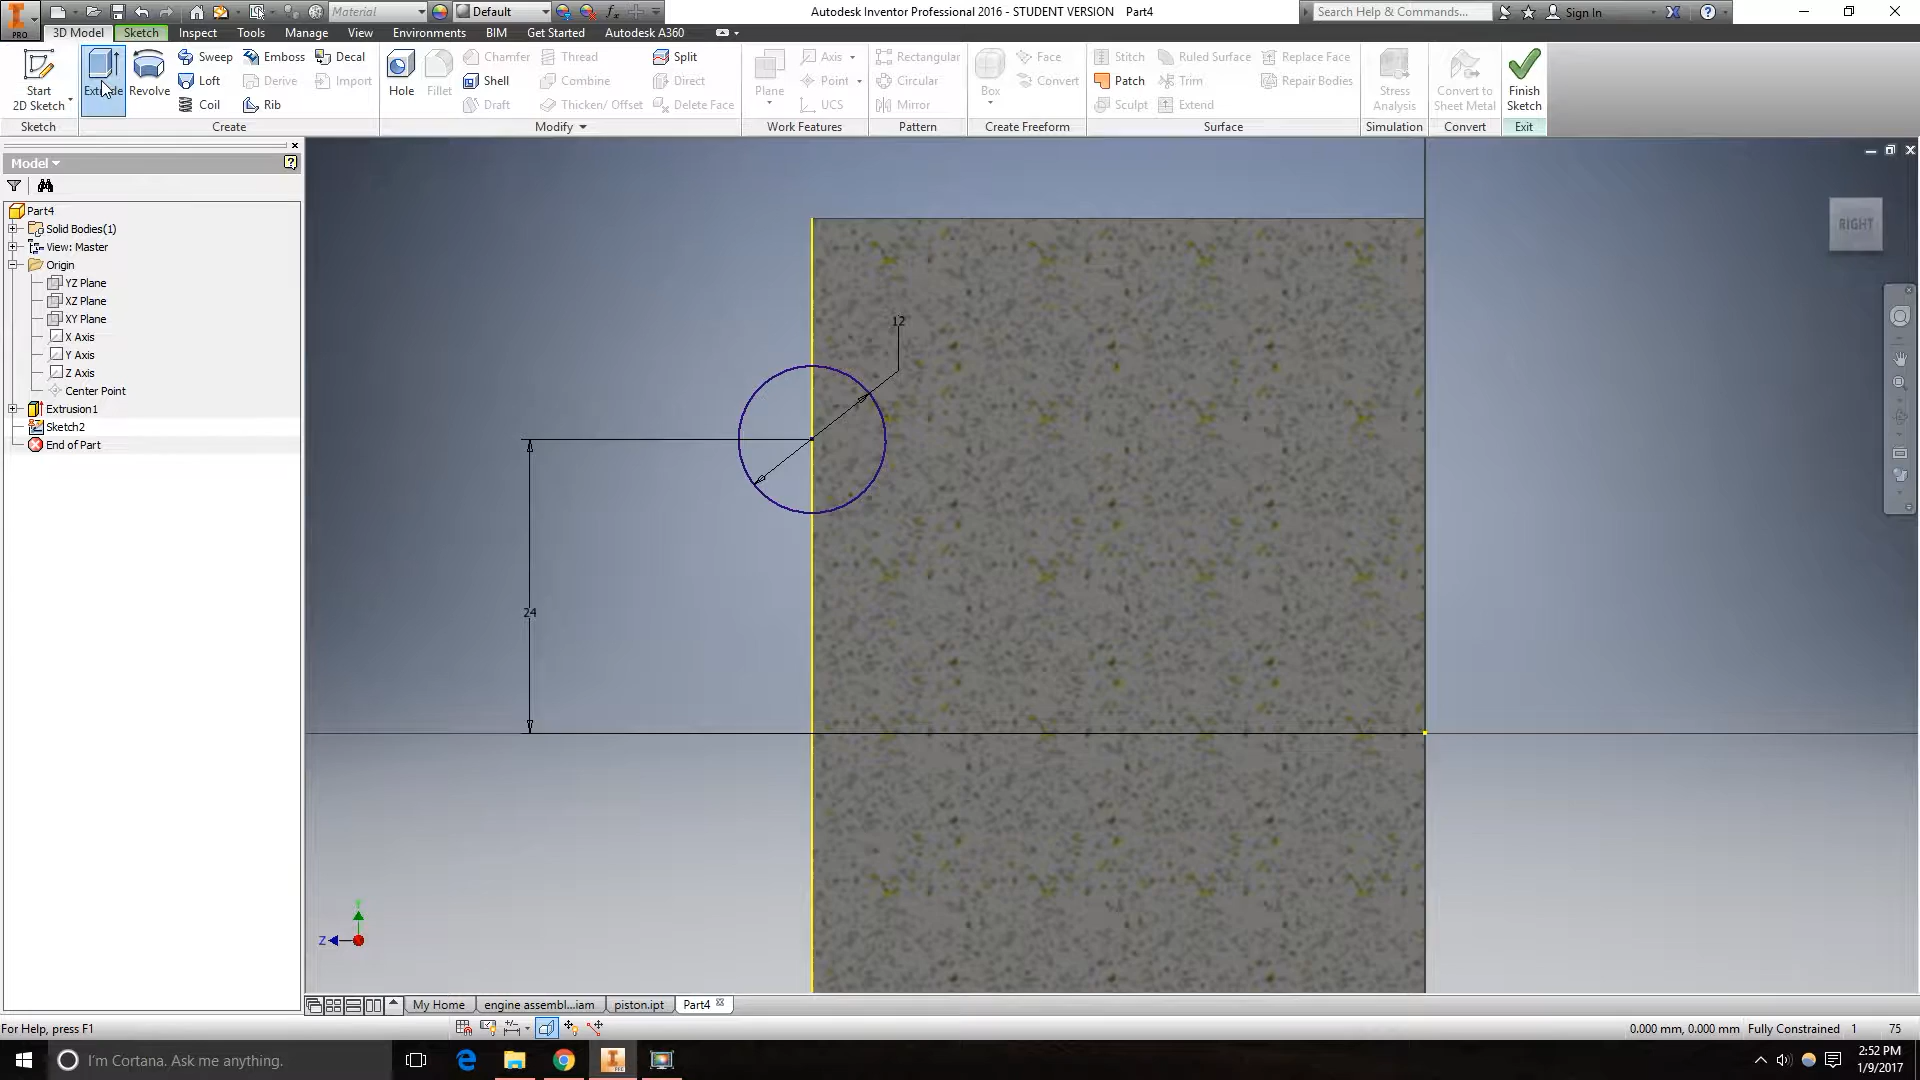 PRO
Material
Default
Autodesk Inventor Professional 2016 - STUDENT VERSION Part4
Search Help & Commands...
Sign In
3D Model Sketch Inspect Tools Manage View Environments BIM Get Started Autodesk A360
Start
2D Sketch
Extrude
Revolve
Sweep
Loft
Coil
Emboss
Derive
Rib
Decal
Import
Hole
Fillet
Chamfer
Shell
Draft
Thread
Combine
Thicken/ Offset
Split
Direct
Delete Face
Plane
Axis
Point
UCS
Rectangular
Circular
Mirror
Box
Face
Convert
Stitch
Patch
Sculpt
Ruled Surface
Trim
Extend
Replace Face
Repair Bodies
Stress
Analysis
Convert to
Sheet Metal
Finish
Sketch
Sketch Create Modify Work Features Pattern Create Freeform Surface Simulation Convert Exit
Model
Part4
Solid Bodies(1)
View: Master
Origin
YZ Plane
XZ Plane
XY Plane
X Axis
Y Axis
Z Axis
Center Point
Extrusion1
Sketch2
End of Part
RIGHT
12
24
Y
Z
My Home engine assembl...iam piston.ipt Part4
For Help, press F1
0.000 mm, 0.000 mm Fully Constrained 1 75
I'm Cortana. Ask me anything.
2:52 PM
1/9/2017